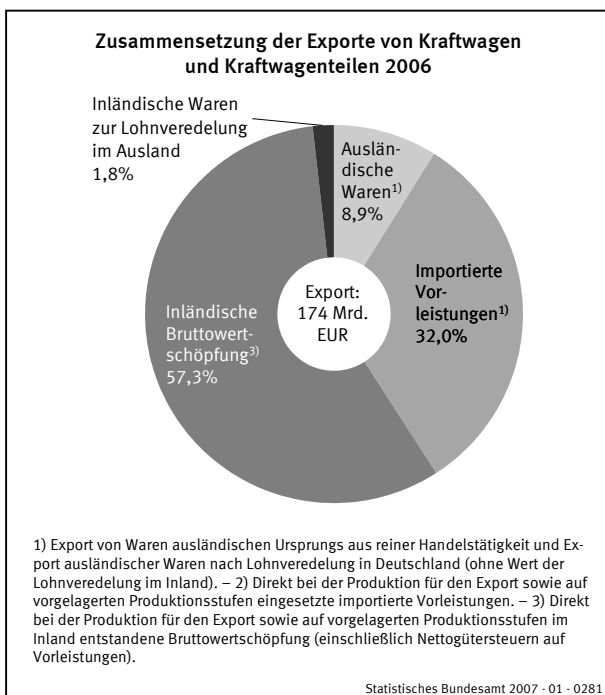 Zusammensetzung der Exporte von Kraftwagen
und Kraftwagenteilen 2006
Inländische Waren
zur Lohnveredelung
im Ausland
1,8%
Auslän-
dische
Waren1)
8,9%
Importierte
Vor-
leistungen1)
32,0%
Export:
174 Mrd.
EUR
Inländische
Bruttowert-
schöpfung3)
57,3%
1) Export von Waren ausländischen Ursprungs aus reiner Handelstätigkeit und Ex-
port ausländischer Waren nach Lohnveredelung in Deutschland (ohne Wert der
Lohnveredelung im Inland). – 2) Direkt bei der Produktion für den Export sowie auf
vorgelagerten Produktionsstufen eingesetzte importierte Vorleistungen. – 3) Direkt
bei der Produktion für den Export sowie auf vorgelagerten Produktionsstufen im
Inland entstandene Bruttowertschöpfung (einschließlich Nettogütersteuern auf
Vorleistungen).
Statistisches Bundesamt 2007 - 01 - 0281